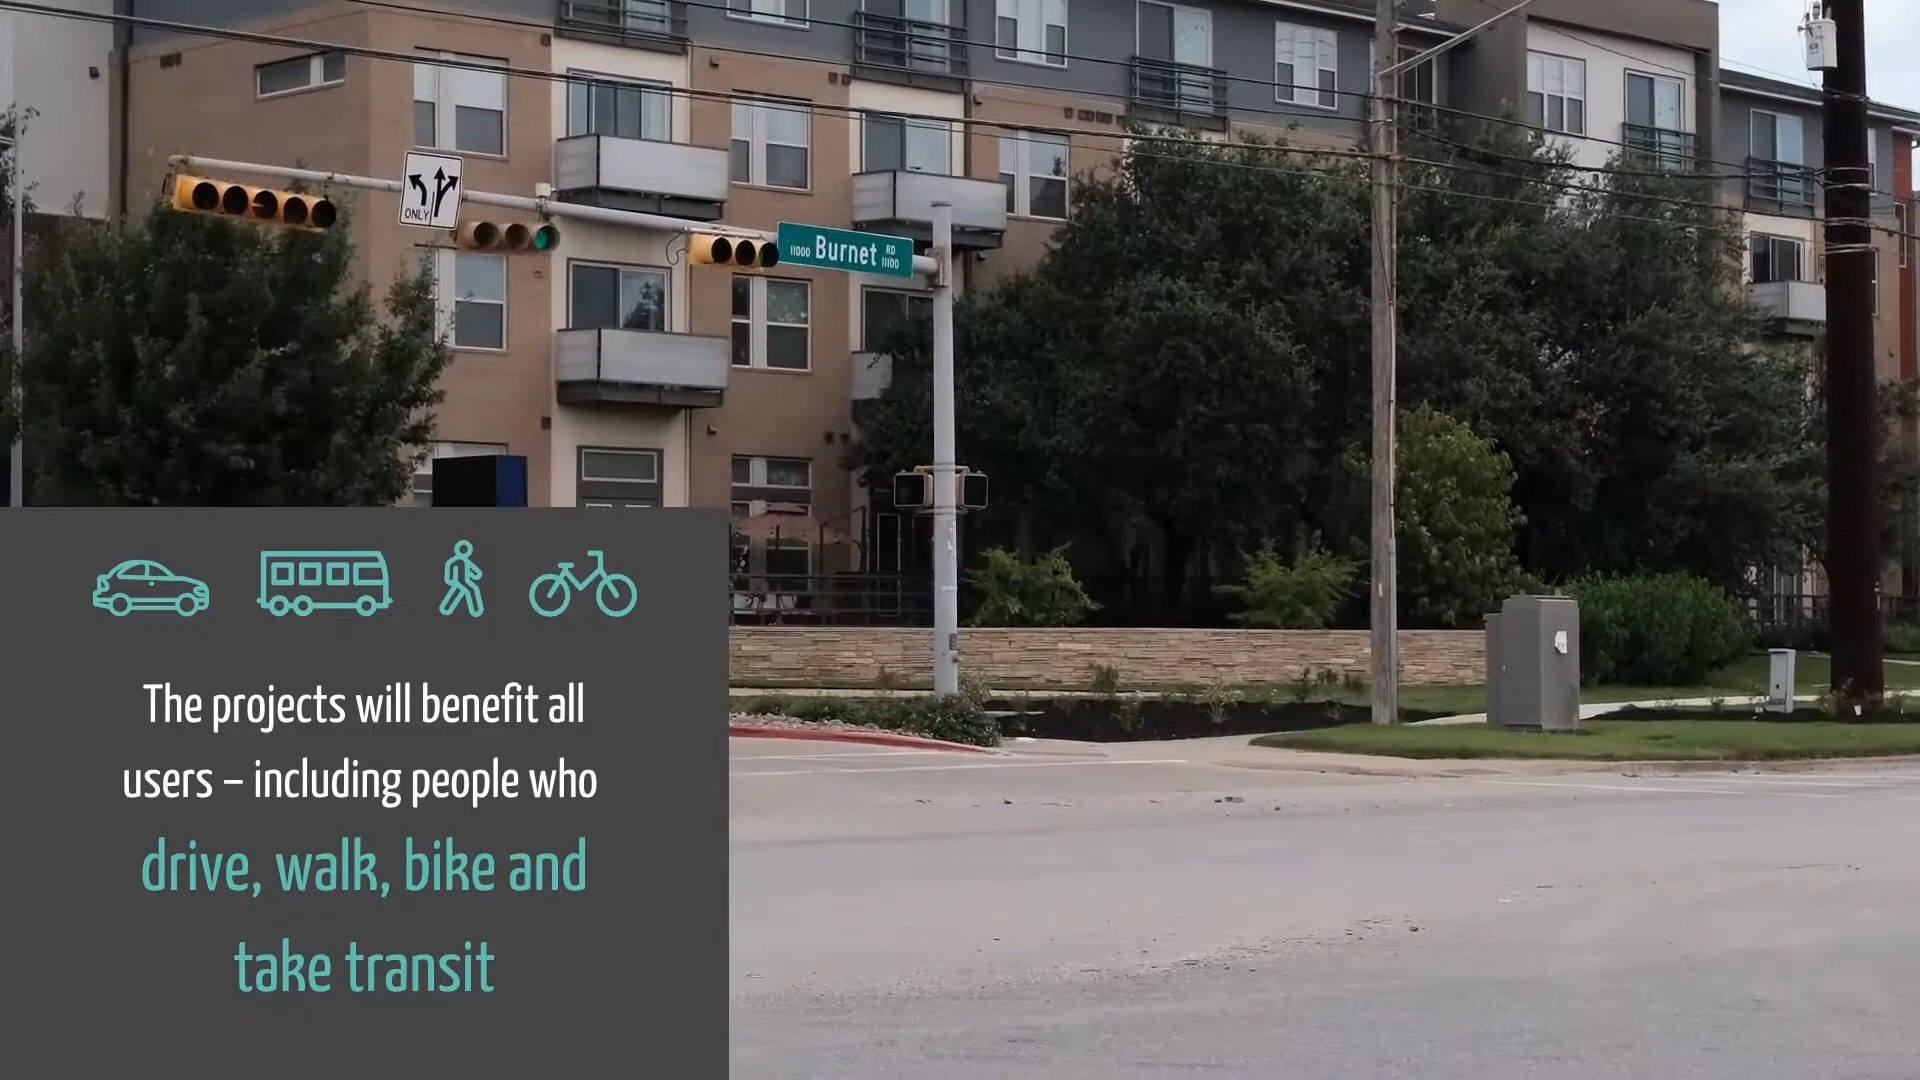 ONLY
11000 Burnet RD 11100
The projects will benefit all
users – including people who
drive, walk, bike and
take transit